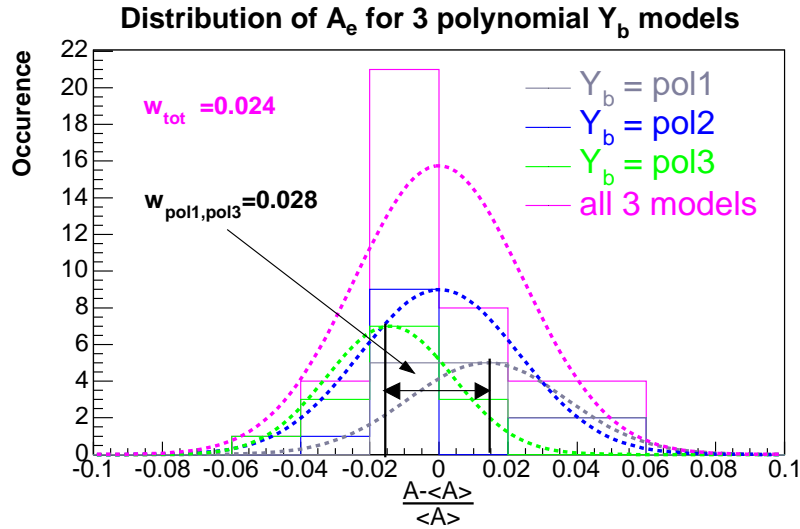 Distribution of A_e for 3 polynomial Y_b models
Occurence
22
20
18
16
14
12
10
8
6
4
2
0
w_tot =0.024
w_pol1,pol3=0.028
Y_b = pol1
Y_b = pol2
Y_b = pol3
all 3 models
-0.1 -0.08 -0.06 -0.04 -0.02 0 0.02 0.04 0.06 0.08 0.1
A-<A>
<A>